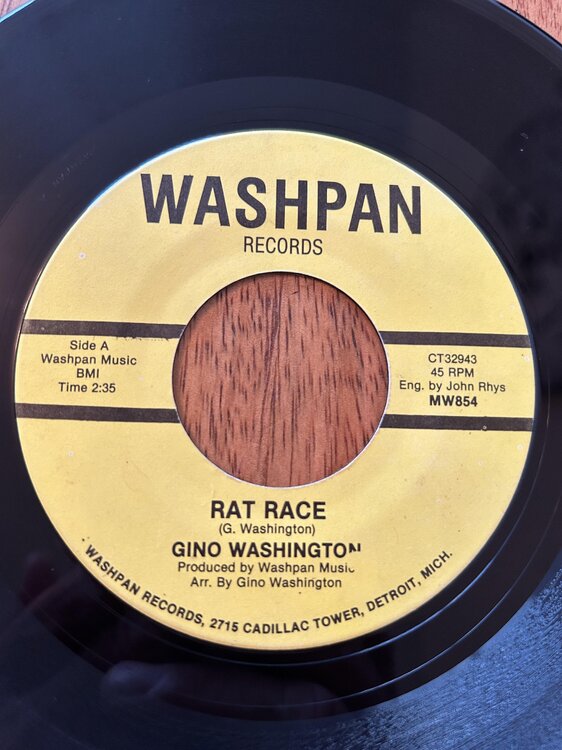 WASHPAN
RECORDS
Side A
Washpan Music
BMI
Time 2:35
CT32943
45 RPM
Eng. by John Rhys
MW854
RAT RACE
(G. Washington)
GINO WASHINGTON
Produced by Washpan Music
Arr. By Gino Washington
WASHPAN RECORDS, 2715 CADILLAC TOWER, DETROIT, MICH.